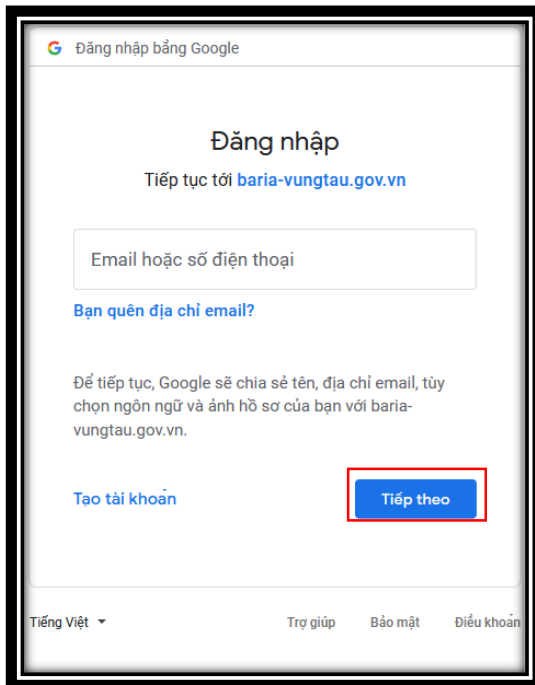 Đăng nhập bằng Google
Đăng nhập
Tiếp tục tới baria-vungtau.gov.vn
Email hoặc số điện thoại
Bạn quên địa chỉ email?
Để tiếp tục, Google sẽ chia sẻ tên, địa chỉ email, tùy
chọn ngôn ngữ và ảnh hồ sơ của bạn với baria-
vungtau.gov.vn.
Tạo tài khoản
Tiếp theo
Tiếng Việt
Trợ giúp
Bảo mật
Điều khoản